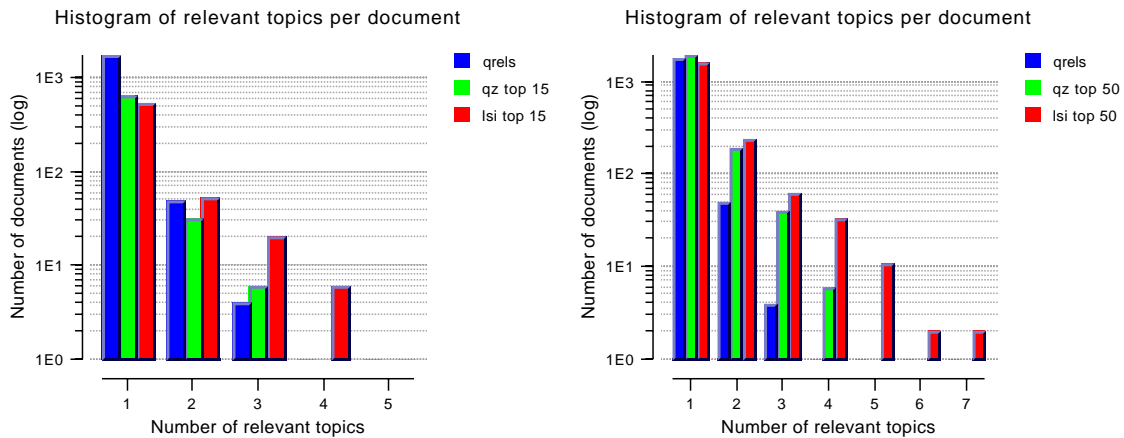 Histogram of relevant topics per document
Number of documents (log)
1E3
1E2
1E1
1E0
1 2 3 4 5
Number of relevant topics
qrels
qz top 15
lsi top 15
Histogram of relevant topics per document
Number of documents (log)
1E3
1E2
1E1
1E0
1 2 3 4 5 6 7
Number of relevant topics
qrels
qz top 50
lsi top 50